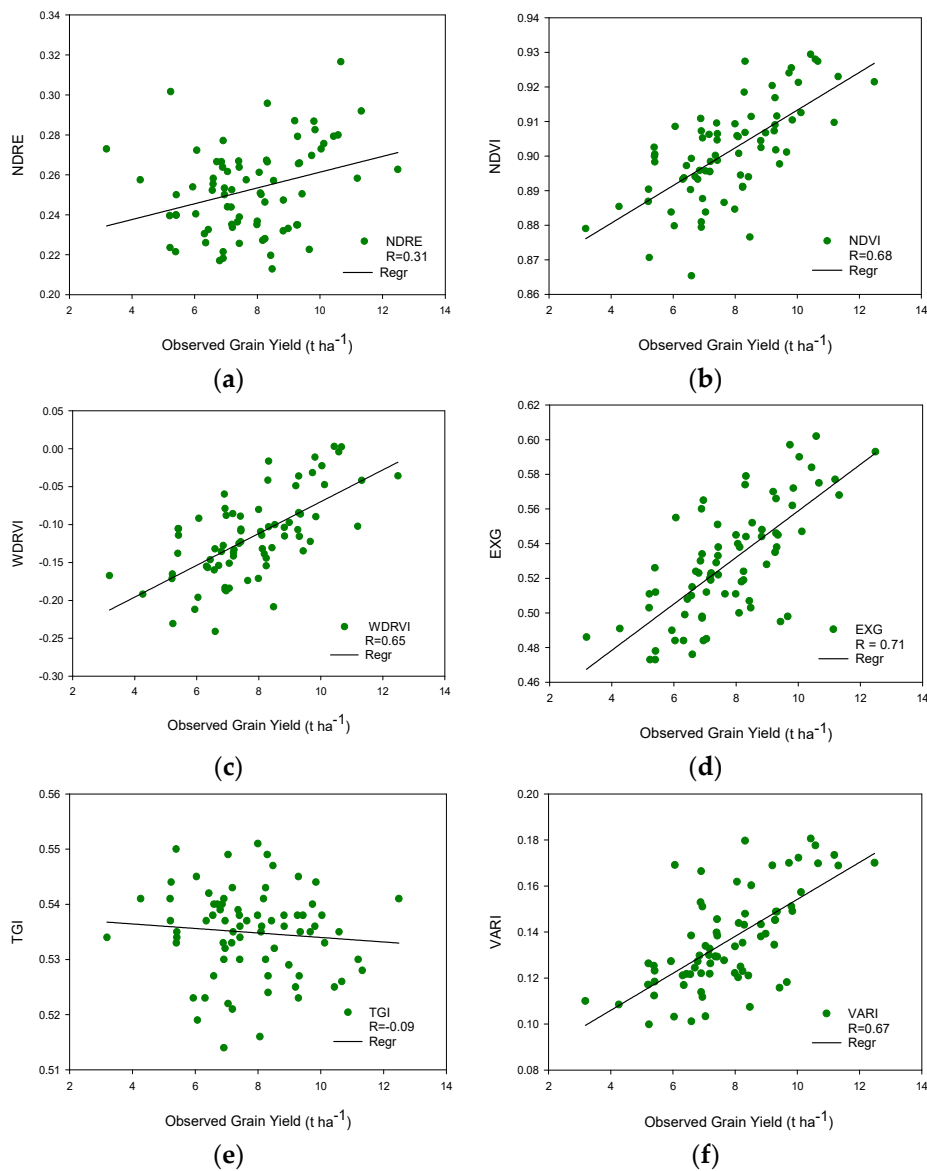 0.34
0.32
0.30
0.28
0.26
0.24
0.22
0.20
NDRE
NDRE
R=0.31
Regr
2 4 6 8 10 12 14
Observed Grain Yield (t ha-1)
(a)
0.94
0.93
0.92
0.91
0.90
0.89
0.88
0.87
0.86
NDVI
NDVI
R=0.68
Regr
2 4 6 8 10 12 14
Observed Grain Yield (t ha-1)
(b)
0.05
0.00
-0.05
-0.10
-0.15
-0.20
-0.25
-0.30
WDRVI
WDRVI
R=0.65
Regr
2 4 6 8 10 12 14
Observed Grain Yield (t ha-1)
(c)
0.62
0.60
0.58
0.56
0.54
0.52
0.50
0.48
0.46
EXG
EXG
R = 0.71
Regr
2 4 6 8 10 12 14
Observed Grain Yield (t ha-1)
(d)
0.56
0.55
0.54
0.53
0.52
0.51
TGI
TGI
R=-0.09
Regr
2 4 6 8 10 12 14
Observed Grain Yield (t ha-1)
(e)
0.20
0.18
0.16
0.14
0.12
0.10
0.08
VARI
VARI
R=0.67
Regr
2 4 6 8 10 12 14
Observed Grain Yield (t ha-1)
(f)